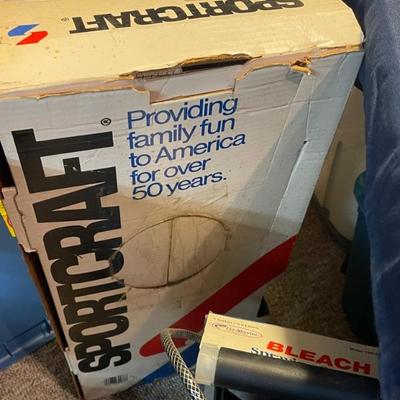 SPORTCRAFT®
SPORTCRAFT®
Providing
family fun
to America
for over
50 years.
BLEACH